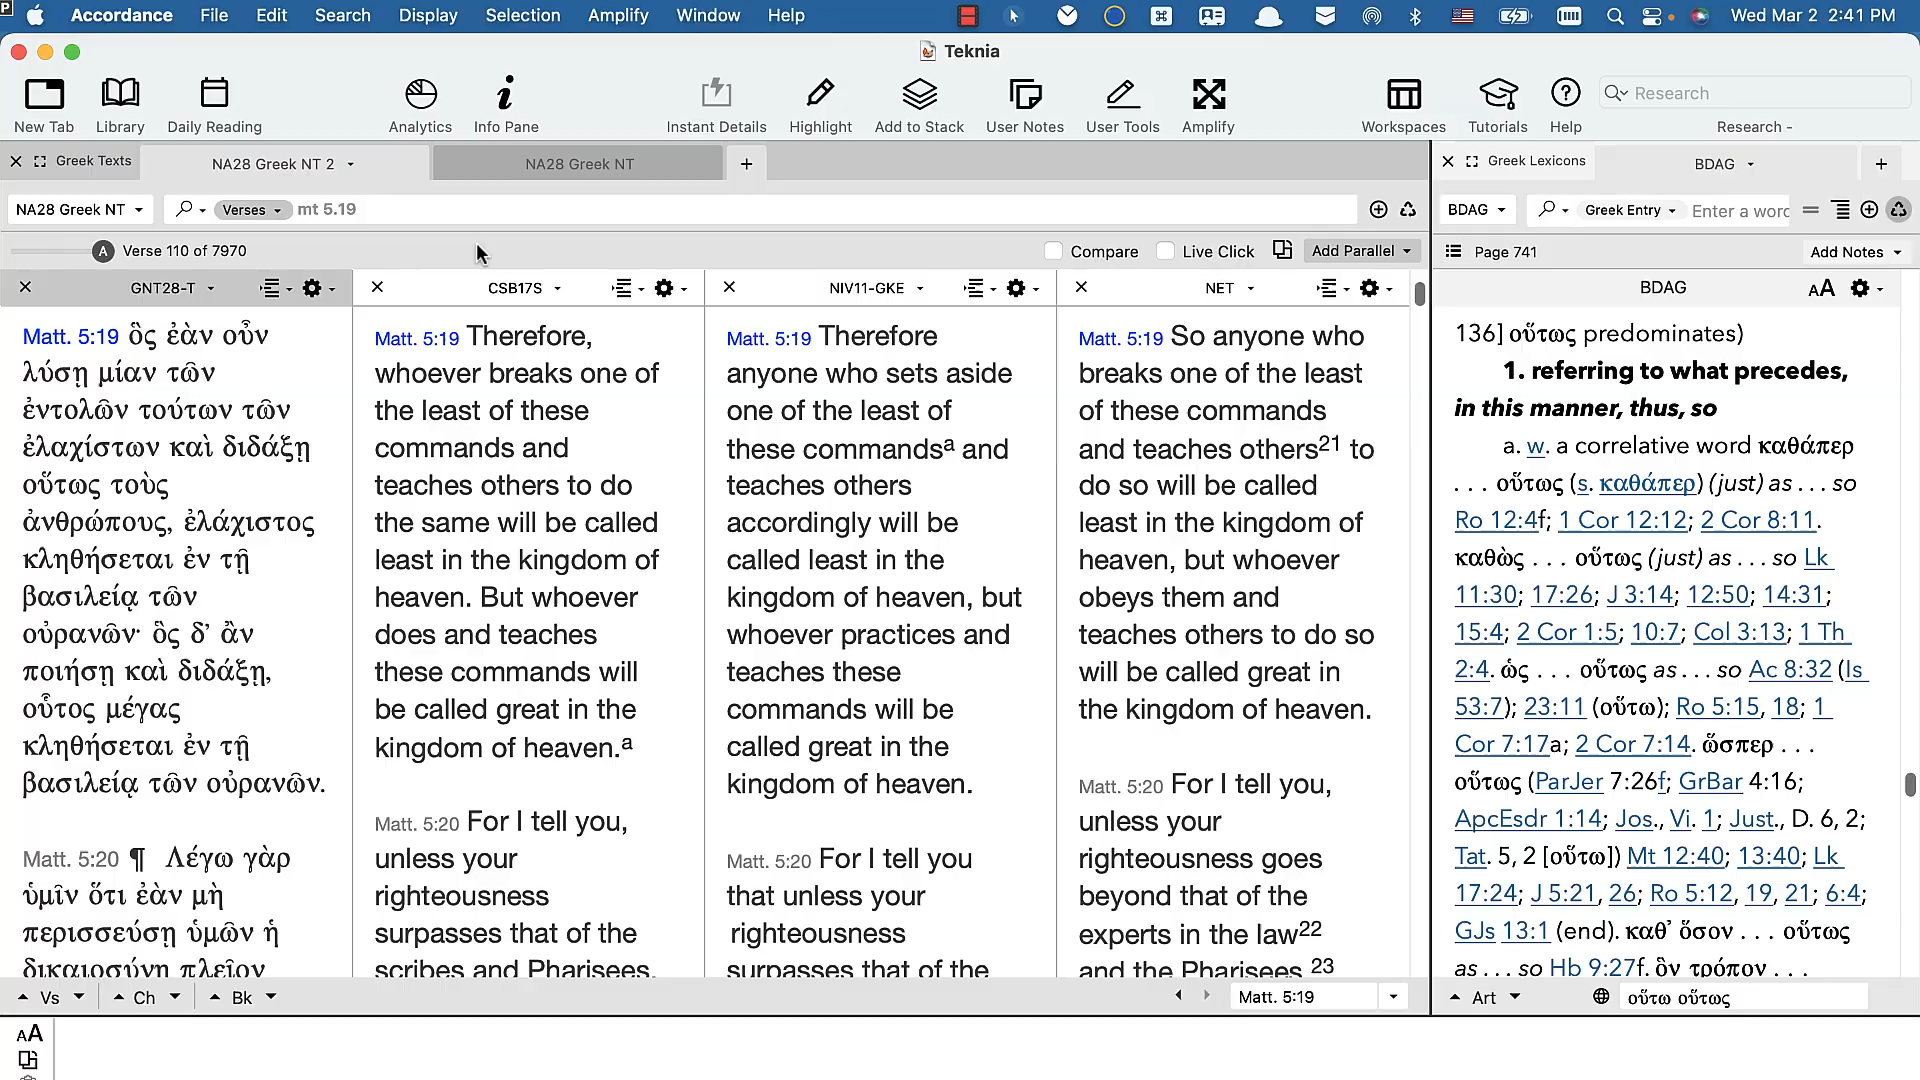 P
Accordance File Edit Search Display Selection Amplify Window Help Wed Mar 2 2:41 PM
Teknia
New Tab Library Daily Reading Analytics Info Pane Instant Details Highlight Add to Stack User Notes User Tools Amplify Workspaces Tutorials Help Research
Research -
Greek Texts NA28 Greek NT 2 NA28 Greek NT + Greek Lexicons BDAG +
NA28 Greek NT Verses mt 5.19 BDAG Greek Entry Enter a word
A Verse 110 of 7970 Compare Live Click Add Parallel Page 741 Add Notes
GNT28-T CSB17S NIV11-GKE NET BDAG AA
Matt. 5:19 ὃς ἐὰν οὖν
λύσῃ μίαν τῶν
ἐντολῶν τούτων τῶν
ἐλαχίστων καὶ διδάξῃ
οὕτως τοὺς
ἀνθρώπους, ἐλάχιστος
κληθήσεται ἐν τῇ
βασιλείᾳ τῶν
οὐρανῶν· ὃς δ’ ἂν
ποιήσῃ καὶ διδάξῃ,
οὗτος μέγας
κληθήσεται ἐν τῇ
βασιλείᾳ τῶν οὐρανῶν.
Matt. 5:20 ¶ Λέγω γὰρ
ὑμῖν ὅτι ἐὰν μὴ
περισσεύσῃ ὑμῶν ἡ
δικαιοσύνη πλεῖον
Matt. 5:19 Therefore,
whoever breaks one of
the least of these
commands and
teaches others to do
the same will be called
least in the kingdom of
heaven. But whoever
does and teaches
these commands will
be called great in the
kingdom of heaven.a
Matt. 5:20 For I tell you,
unless your
righteousness
surpasses that of the
scribes and Pharisees,
Matt. 5:19 Therefore
anyone who sets aside
one of the least of
these commandsa and
teaches others
accordingly will be
called least in the
kingdom of heaven, but
whoever practices and
teaches these
commands will be
called great in the
kingdom of heaven.
Matt. 5:20 For I tell you
that unless your
righteousness
surpasses that of the
Matt. 5:19 So anyone who
breaks one of the least
of these commands
and teaches others21 to
do so will be called
least in the kingdom of
heaven, but whoever
obeys them and
teaches others to do so
will be called great in
the kingdom of heaven.
Matt. 5:20 For I tell you,
unless your
righteousness goes
beyond that of the
experts in the law22
and the Pharisees,23
136] οὕτως predominates)
1. referring to what precedes,
in this manner, thus, so
a. w. a correlative word καθάπερ
. . . οὕτως (s. καθάπερ) (just) as . . . so
Ro 12:4f; 1 Cor 12:12; 2 Cor 8:11.
καθὼς . . . οὕτως (just) as . . . so Lk
11:30; 17:26; J 3:14; 12:50; 14:31;
15:4; 2 Cor 1:5; 10:7; Col 3:13; 1 Th
2:4. ὡς . . . οὕτως as . . . so Ac 8:32 (Is
53:7); 23:11 (οὕτω); Ro 5:15, 18; 1
Cor 7:17a; 2 Cor 7:14. ὥσπερ . . .
οὕτως (ParJer 7:26f; GrBar 4:16;
ApcEsdr 1:14; Jos., Vi. 1; Just., D. 6, 2;
Tat. 5, 2 [οὕτω]) Mt 12:40; 13:40; Lk
17:24; J 5:21, 26; Ro 5:12, 19, 21; 6:4;
GJs 13:1 (end). καθ’ ὅσον . . . οὕτως
as . . . so Hb 9:27f. ὃν τρόπον . . .
Vs Ch Bk Matt. 5:19 Art οὕτω οὕτως
AA